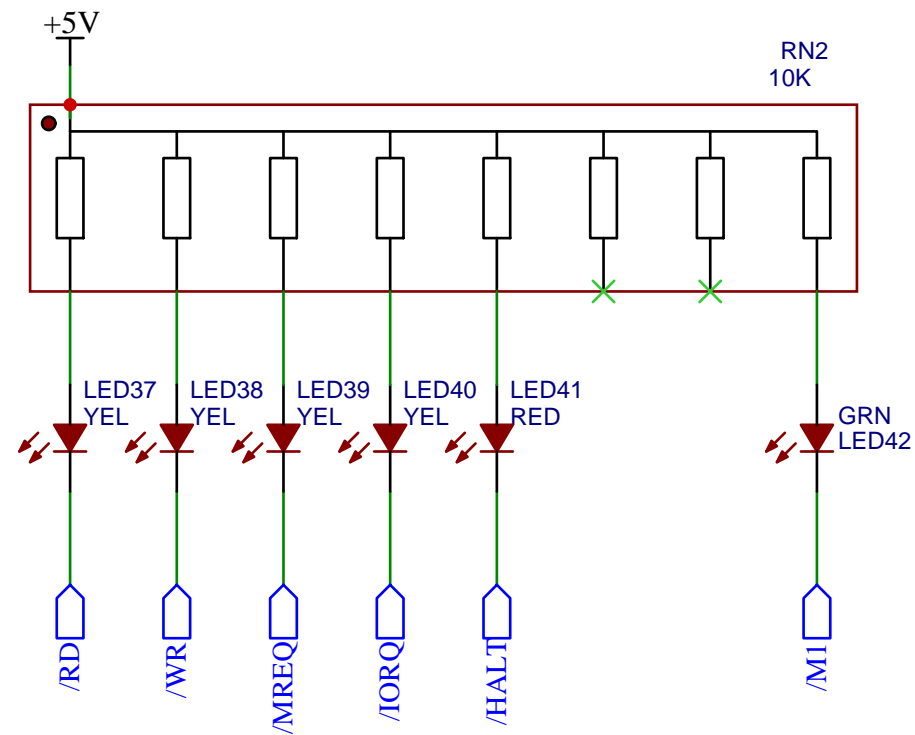 +5V
RN2
10K
LED37
YEL
LED38
YEL
LED39
YEL
LED40
YEL
LED41
RED
GRN
LED42
/RD
/WR
/MREQ
/IORQ
/HALT
/M1